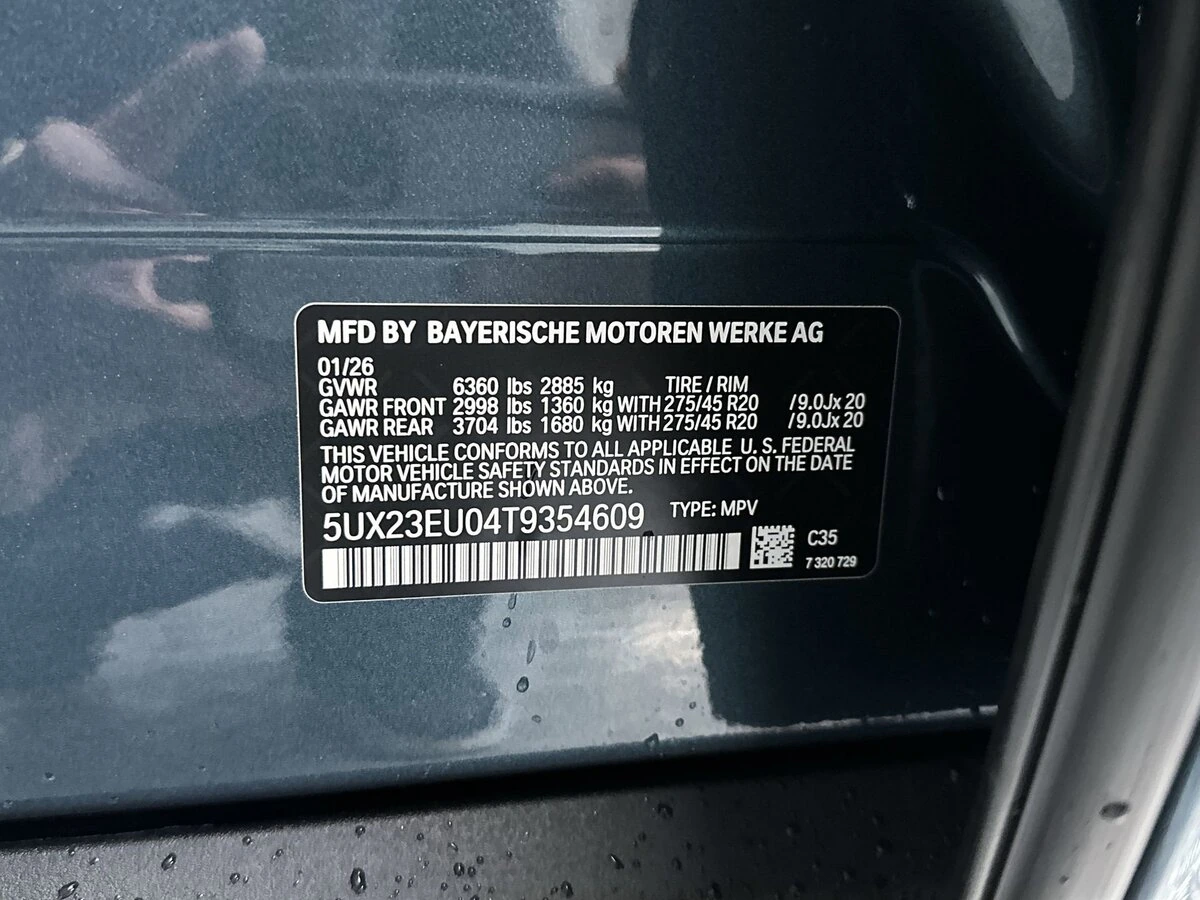 MFD BY BAYERISCHE MOTOREN WERKE AG
01/26
GVWR 6360 lbs 2885 kg TIRE / RIM
GAWR FRONT 2998 lbs 1360 kg WITH 275/45 R20 /9.0Jx 20
GAWR REAR 3704 lbs 1680 kg WITH 275/45 R20 /9.0Jx 20
THIS VEHICLE CONFORMS TO ALL APPLICABLE U. S. FEDERAL
MOTOR VEHICLE SAFETY STANDARDS IN EFFECT ON THE DATE
OF MANUFACTURE SHOWN ABOVE.
5UX23EU04T9354609 TYPE: MPV
C35
7 320 729